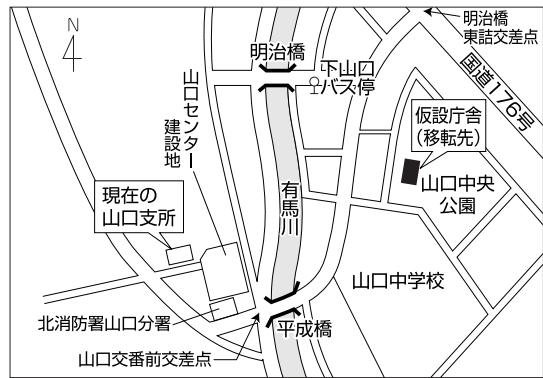 N
4
明治橋
明治橋
東詰交差点
国道176号
下山口
バス停
山口センター
建設地
仮設庁舎
(移転先)
山口中央
公園
現在の
山口支所
有馬川
山口中学校
北消防署山口分署
平成橋
山口交番前交差点